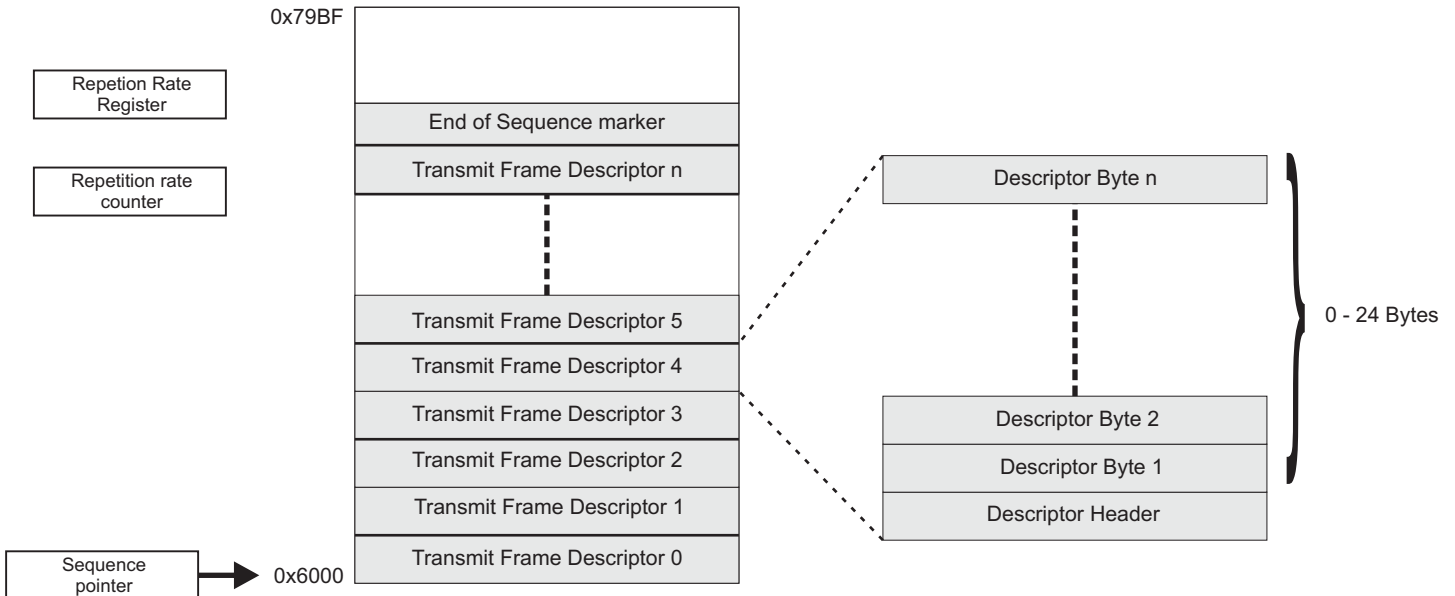 0x79BF
Repetion Rate
Register
End of Sequence marker
Transmit Frame Descriptor n
Repetition rate
counter
Transmit Frame Descriptor 5
Transmit Frame Descriptor 4
Transmit Frame Descriptor 3
Transmit Frame Descriptor 2
Transmit Frame Descriptor 1
Transmit Frame Descriptor 0
Sequence
pointer
0x6000
Descriptor Byte n
Descriptor Byte 2
Descriptor Byte 1
Descriptor Header
0 - 24 Bytes